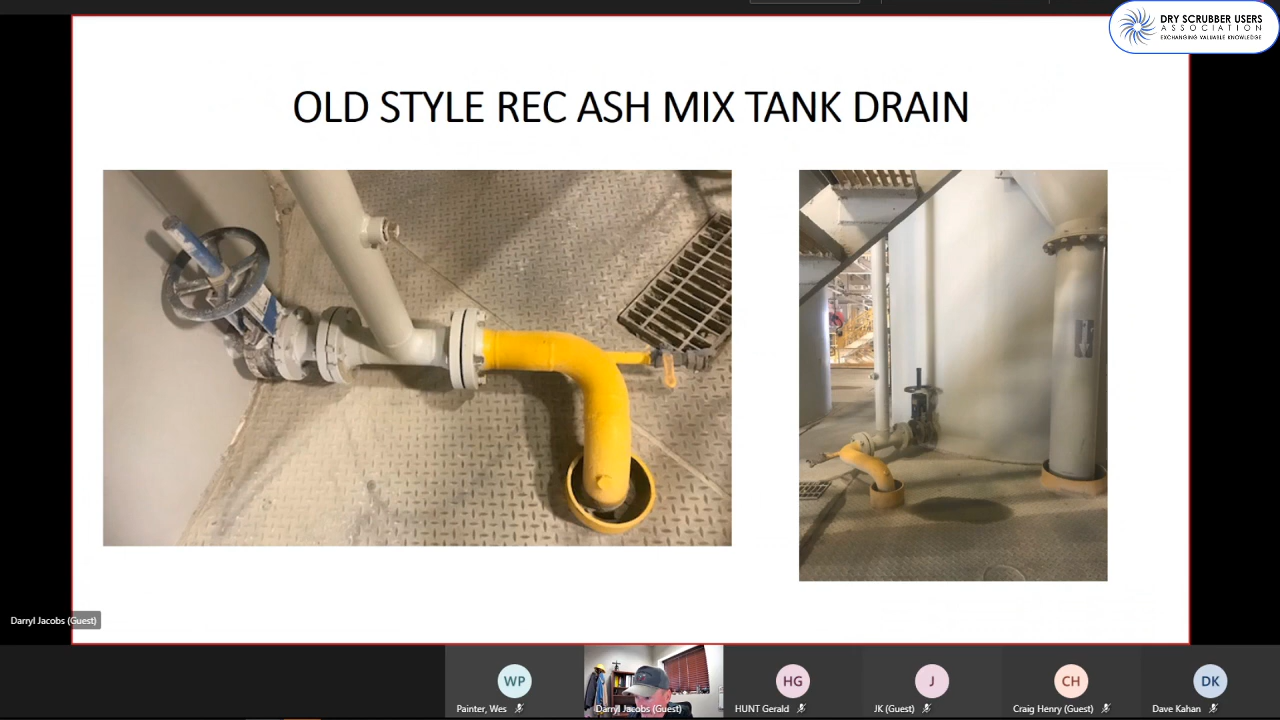 DRY SCRUBBER USERS
ASSOCIATION
EXCHANGING VALUABLE KNOWLEDGE
OLD STYLE REC ASH MIX TANK DRAIN
Darryl Jacobs (Guest)
WP
HG
J
CH
DK
Painter, Wes
Darryl Jacobs (Guest)
HUNT Gerald
JK (Guest)
Craig Henry (Guest)
Dave Kahan